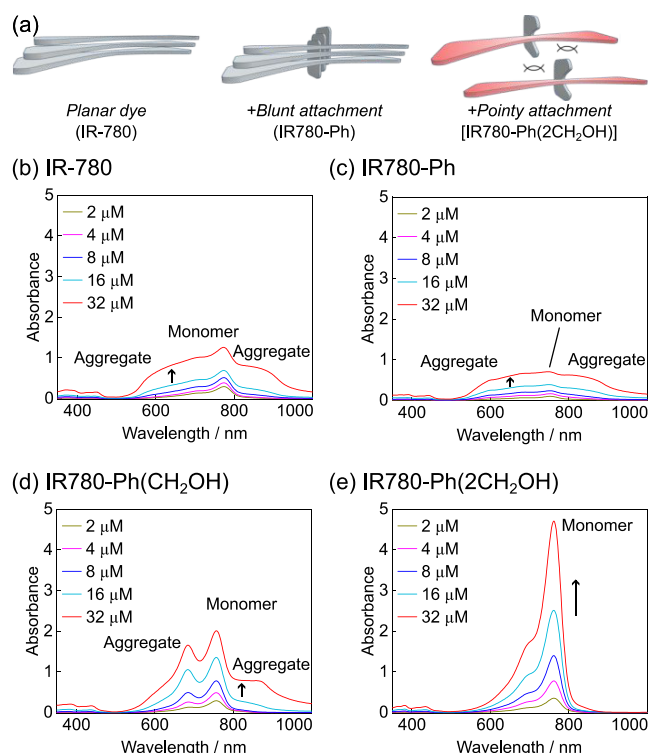 (a)
Planar dye
(IR-780)
+Blunt attachment
(IR780-Ph)
+Pointy attachment
[IR780-Ph(2CH₂OH)]
(b) IR-780
5
4
3
2
1
0
Absorbance
2 μM
4 μM
8 μM
16 μM
32 μM
Monomer
Aggregate
Aggregate
400
600
800
1000
Wavelength / nm
(c) IR780-Ph
5
4
3
2
1
0
Absorbance
2 μM
4 μM
8 μM
16 μM
32 μM
Monomer
Aggregate
Aggregate
400
600
800
1000
Wavelength / nm
(d) IR780-Ph(CH₂OH)
5
4
3
2
1
0
Absorbance
2 μM
4 μM
8 μM
16 μM
32 μM
Monomer
Aggregate
Aggregate
400
600
800
1000
Wavelength / nm
(e) IR780-Ph(2CH₂OH)
5
4
3
2
1
0
Absorbance
2 μM
4 μM
8 μM
16 μM
32 μM
Monomer
400
600
800
1000
Wavelength / nm